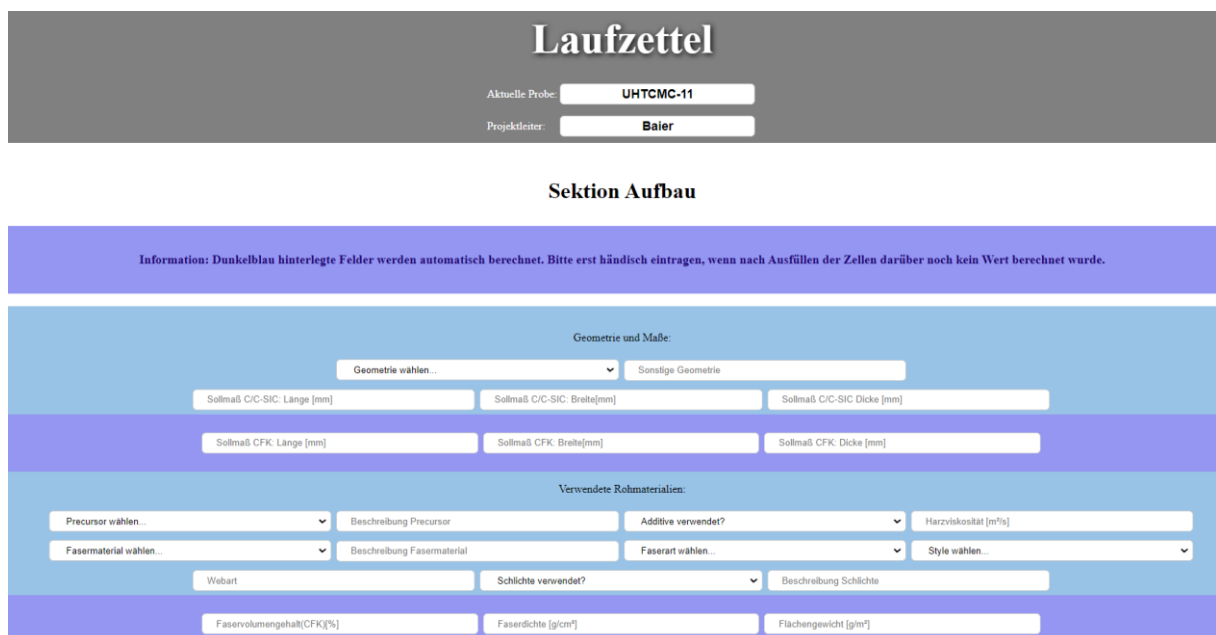 Laufzettel
Aktuelle Probe: UHTCMC-11
Projektleiter: Baier
Sektion Aufbau
Information: Dunkelblau hinterlegte Felder werden automatisch berechnet. Bitte erst händisch eintragen, wenn nach Ausfüllen der Zellen darüber noch kein Wert berechnet wurde.
Geometrie und Maße:
Geometrie wählen... Sonstige Geometrie
Sollmaß C/C-SIC: Länge [mm] Sollmaß C/C-SIC: Breite[mm] Sollmaß C/C-SIC Dicke [mm]
Sollmaß CFK: Länge [mm] Sollmaß CFK: Breite[mm] Sollmaß CFK: Dicke [mm]
Verwendete Rohmaterialien:
Precursor wählen... Beschreibung Precursor Additive verwendet? Harzviskosität [m²/s]
Fasermaterial wählen... Beschreibung Fasermaterial Faserart wählen... Style wählen...
Webart Schlichte verwendet? Beschreibung Schlichte
Faservolumengehalt(CFK)[%] Faserdichte [g/cm³] Flächengewicht [g/m²]